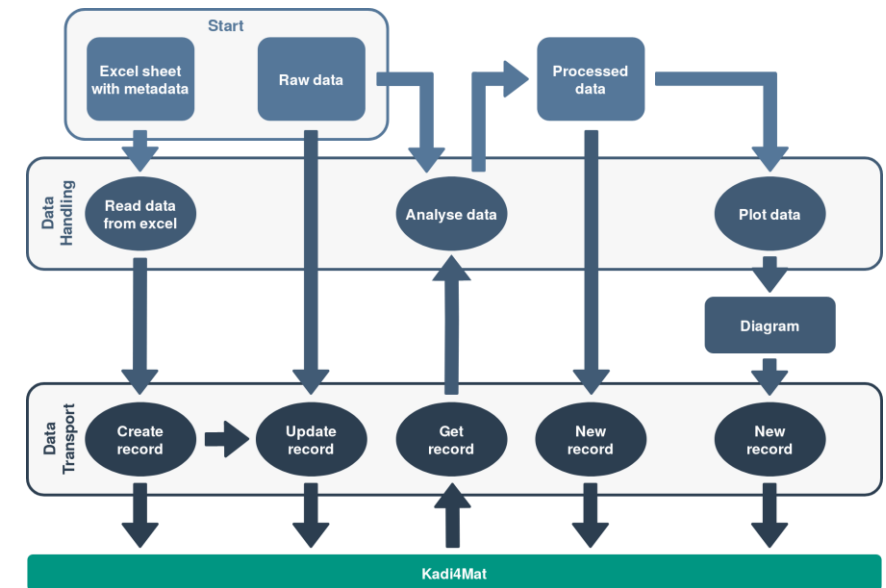 Start
Excel sheet
with metadata
Raw data
Processed
data
Data
Handling
Read data
from excel
Analyse data
Plot data
Diagram
Data
Transport
Create
record
Update
record
Get
record
New
record
New
record
Kadi4Mat